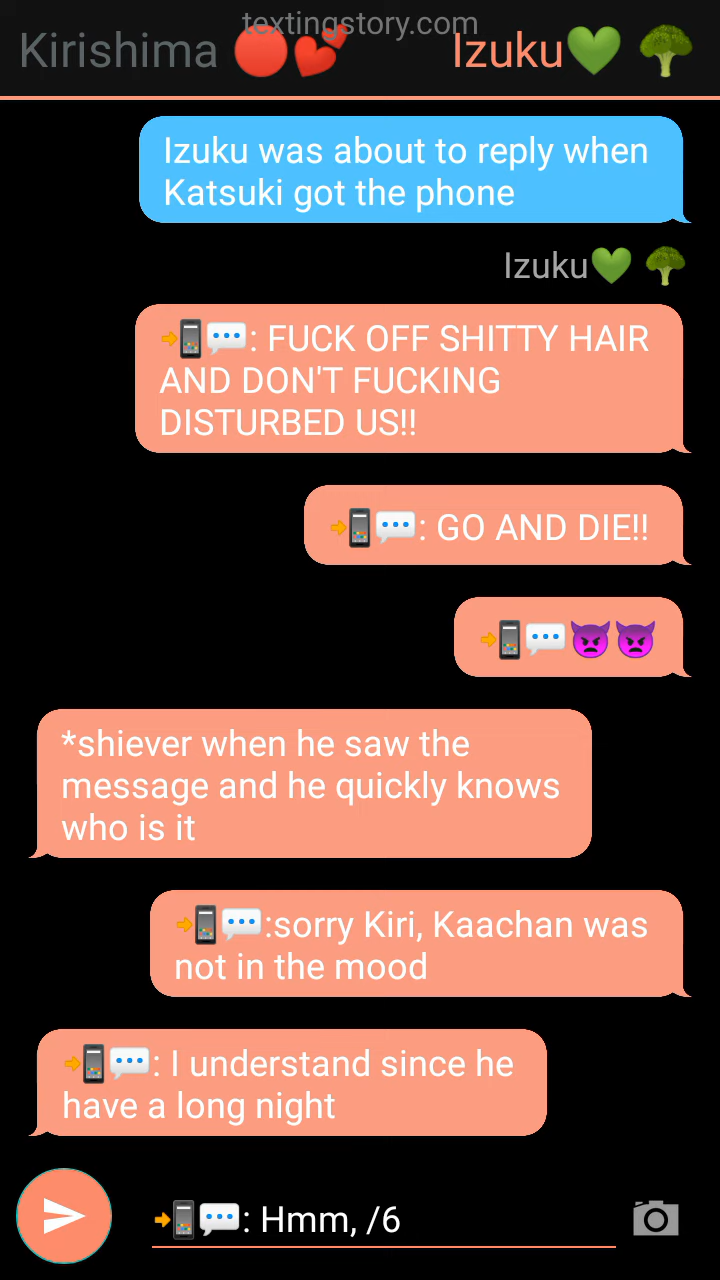 textingstory.com
Kirishima 🔴💕 Izuku💚 🥦
Izuku was about to reply when
Katsuki got the phone
Izuku💚 🥦
📲💬: FUCK OFF SHITTY HAIR
AND DON'T FUCKING
DISTURBED US!!
📲💬: GO AND DIE!!
📲💬👿👿
*shiever when he saw the
message and he quickly knows
who is it
📲💬:sorry Kiri, Kaachan was
not in the mood
📲💬: I understand since he
have a long night
📲💬: Hmm, /6